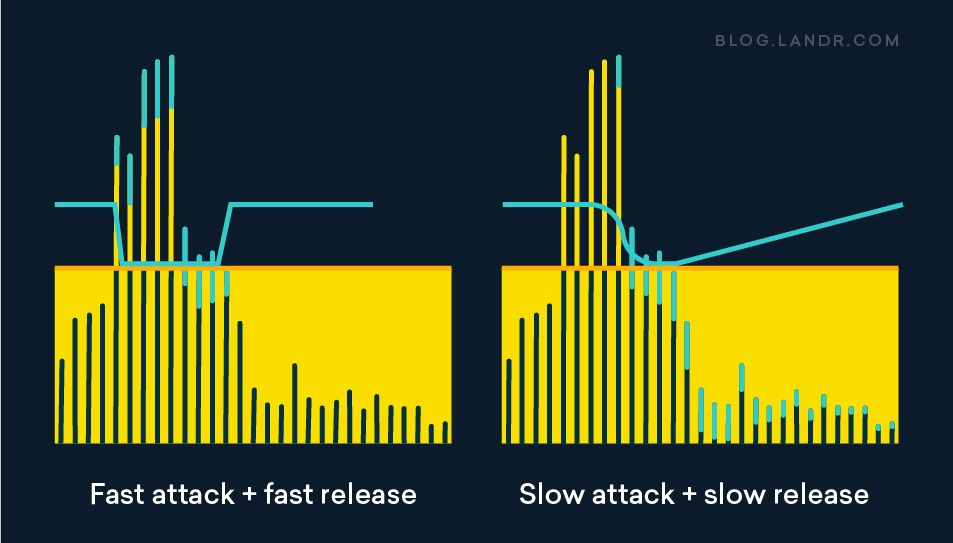 BLOG.LANDR.COM
Fast attack + fast release
Slow attack + slow release